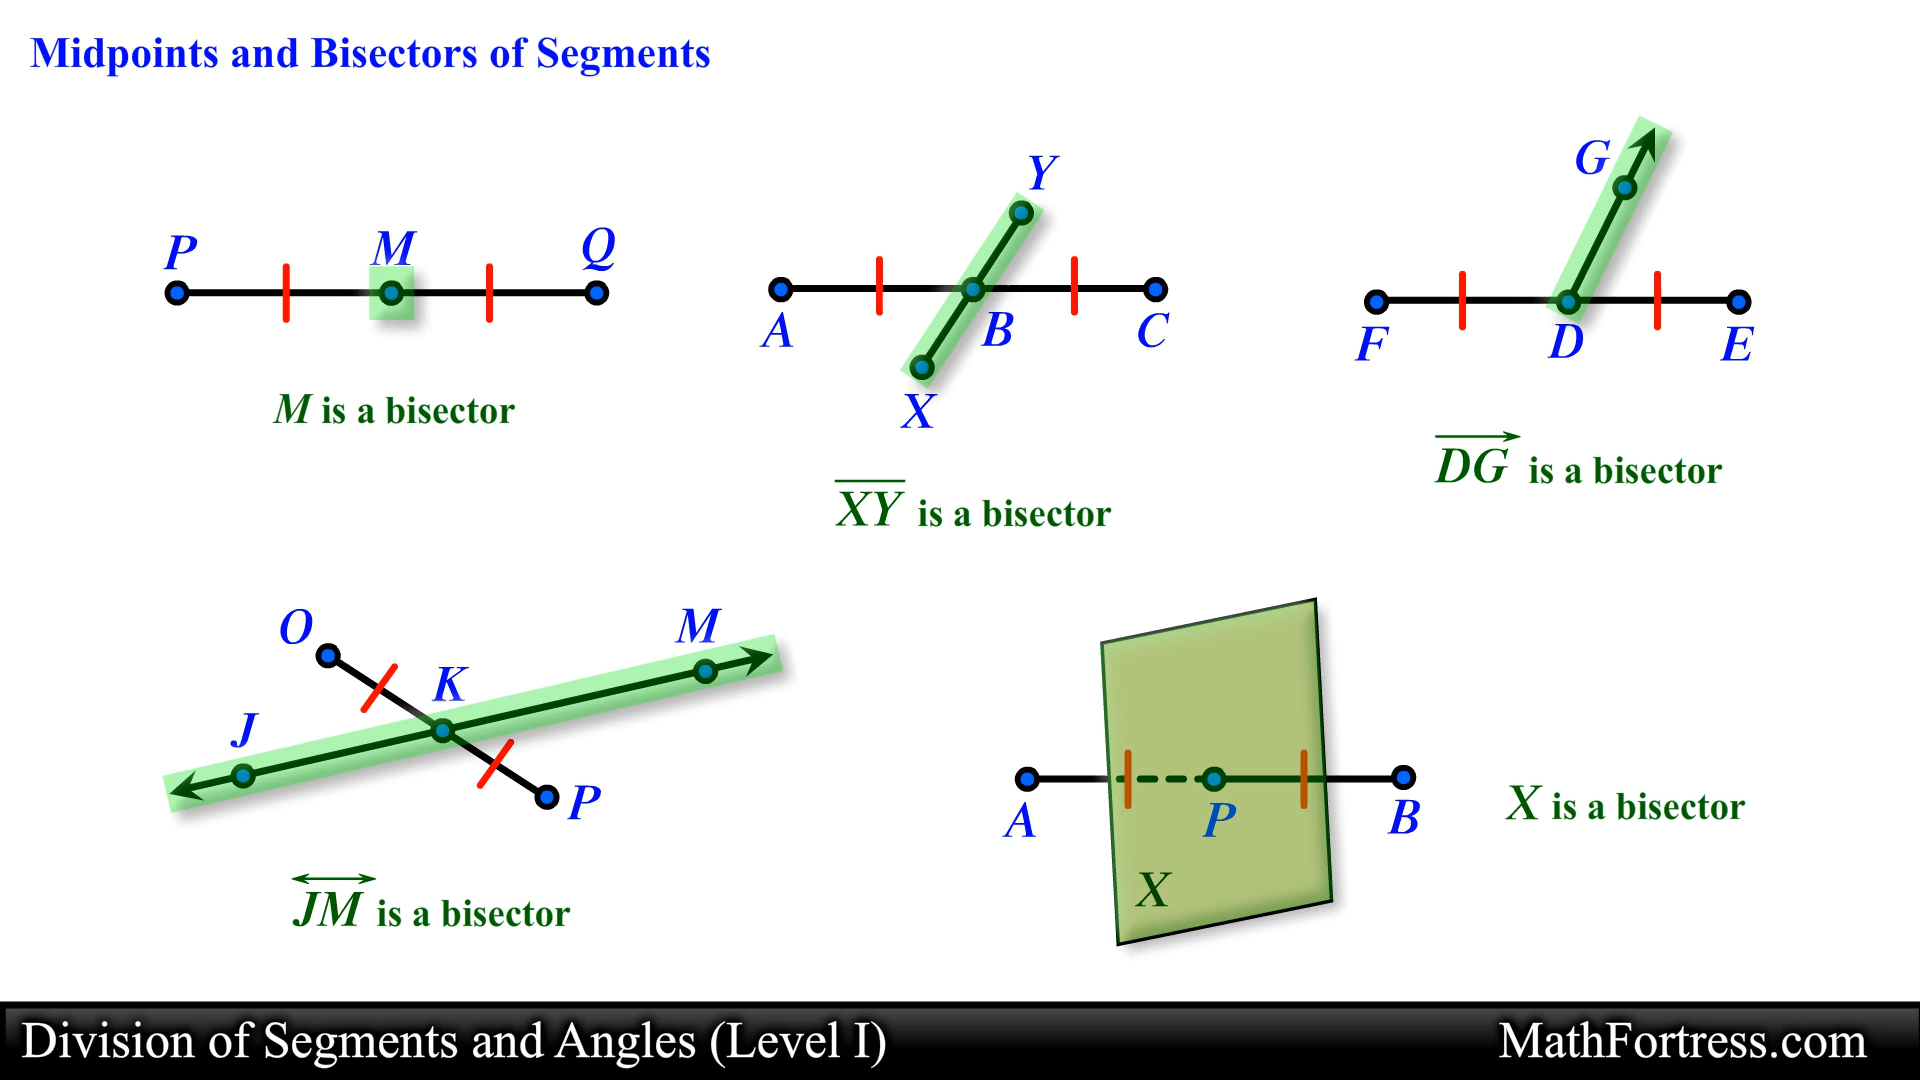 Midpoints and Bisectors of Segments
P M Q
M is a bisector
Y
A B C
X
XY is a bisector
G
F D E
DG is a bisector
O M
K
J
P
JM is a bisector
A P B
X
X is a bisector
Division of Segments and Angles (Level I)
MathFortress.com